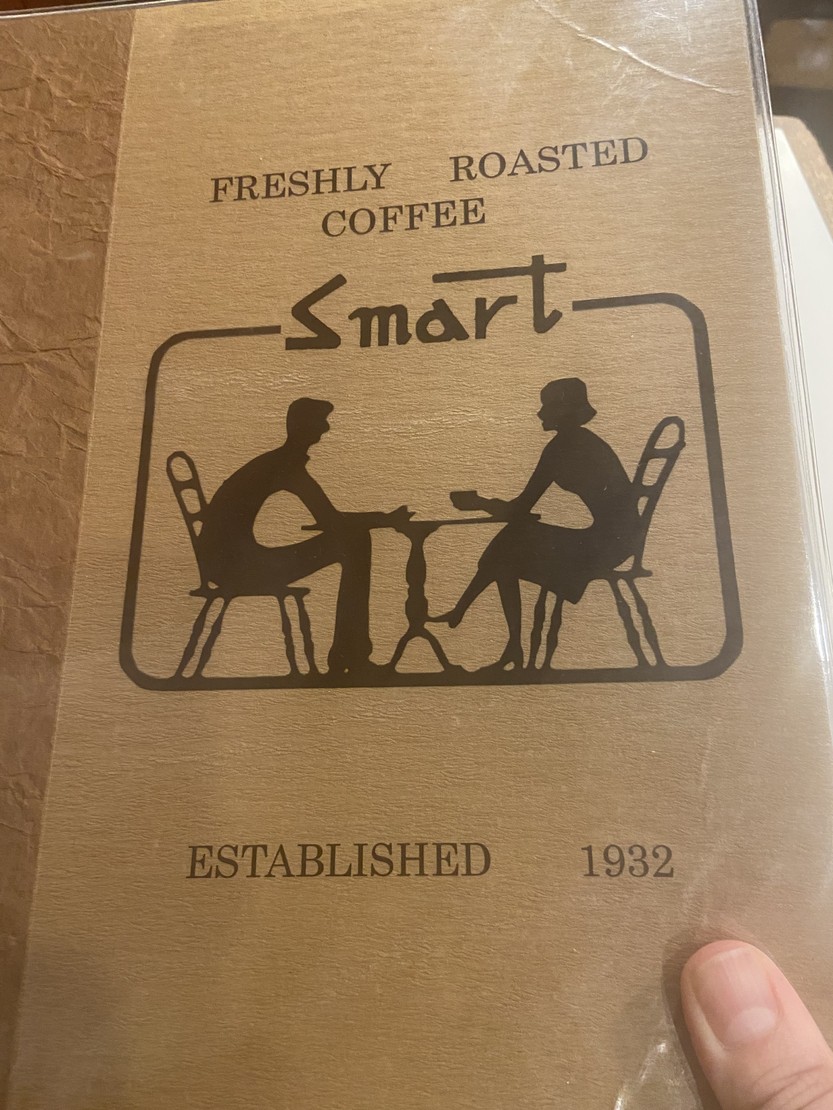 FRESHLY ROASTED
COFFEE
Smart
ESTABLISHED 1932